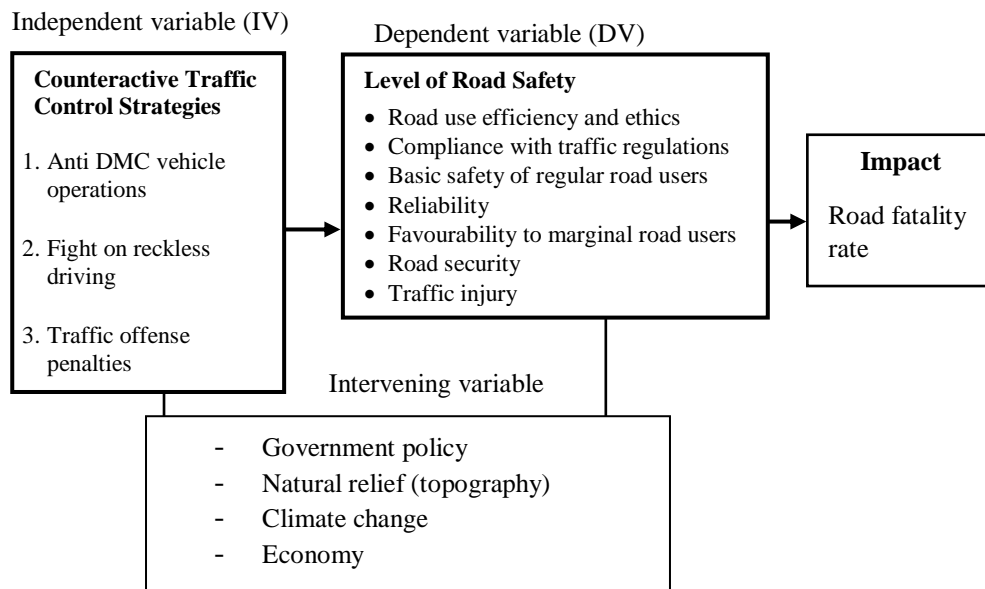 Independent variable (IV)
Counteractive Traffic
Control Strategies
1. Anti DMC vehicle
operations
2. Fight on reckless
driving
3. Traffic offense
penalties
Dependent variable (DV)
Level of Road Safety
• Road use efficiency and ethics
• Compliance with traffic regulations
• Basic safety of regular road users
• Reliability
• Favourability to marginal road users
• Road security
• Traffic injury
Impact
Road fatality
rate
Intervening variable
- Government policy
- Natural relief (topography)
- Climate change
- Economy